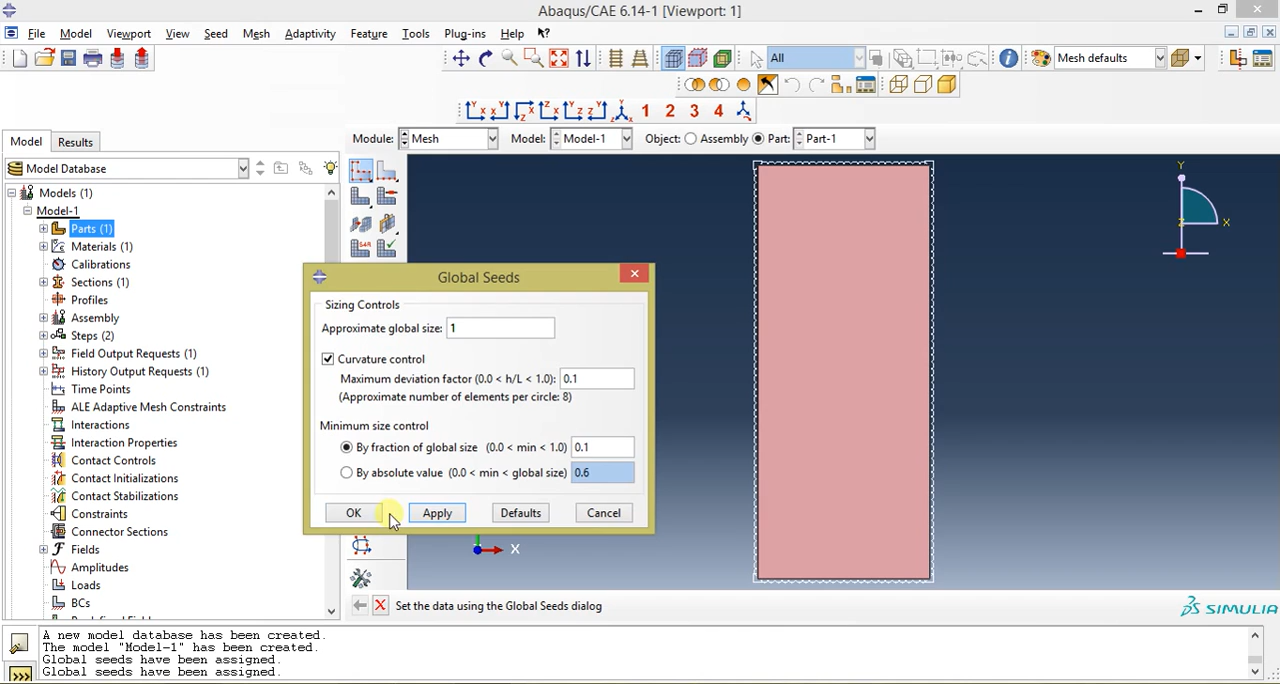 Abaqus/CAE 6.14-1 [Viewport: 1]
File Model Viewport View Seed Mesh Adaptivity Feature Tools Plug-ins Help
All
Mesh defaults
1 2 3 4
Model Results
Module: Mesh Model: Model-1 Object: Assembly Part: Part-1
Model Database
Models (1)
Model-1
Parts (1)
Materials (1)
Calibrations
Sections (1)
Profiles
Assembly
Steps (2)
Field Output Requests (1)
History Output Requests (1)
Time Points
ALE Adaptive Mesh Constraints
Interactions
Interaction Properties
Contact Controls
Contact Initializations
Contact Stabilizations
Constraints
Connector Sections
Fields
Amplitudes
Loads
BCs
Global Seeds
Sizing Controls
Approximate global size: 1
Curvature control
Maximum deviation factor (0.0 < h/L < 1.0): 0.1
(Approximate number of elements per circle: 8)
Minimum size control
By fraction of global size (0.0 < min < 1.0) 0.1
By absolute value (0.0 < min < global size) 0.6
OK Apply Defaults Cancel
Y
Z X
X
Set the data using the Global Seeds dialog
SIMULIA
A new model database has been created.
The model "Model-1" has been created.
Global seeds have been assigned.
Global seeds have been assigned.
>>>